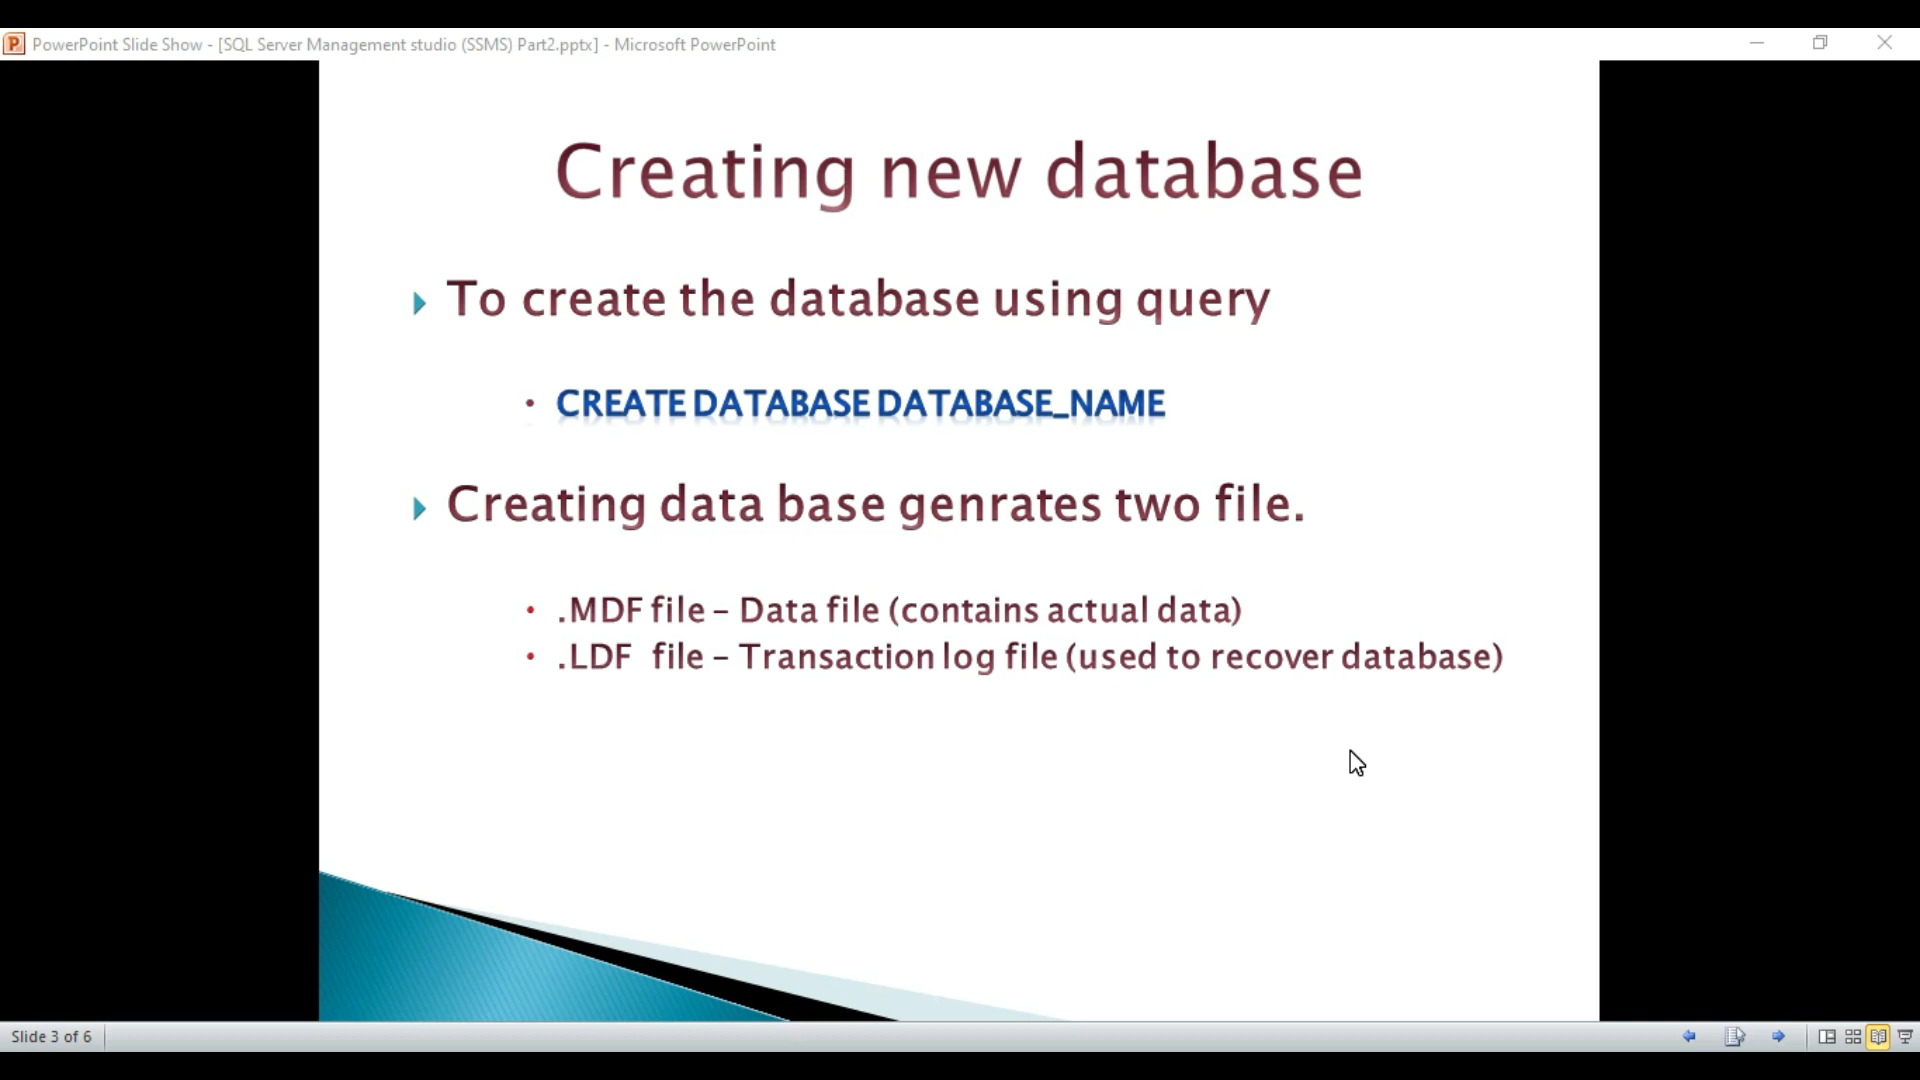 PowerPoint Slide Show - [SQL Server Management studio (SSMS) Part2.pptx] - Microsoft PowerPoint
Creating new database
To create the database using query
• CREATE DATABASE DATABASE_NAME
Creating data base genrates two file.
• .MDF file – Data file (contains actual data)
• .LDF file – Transaction log file (used to recover database)
Slide 3 of 6